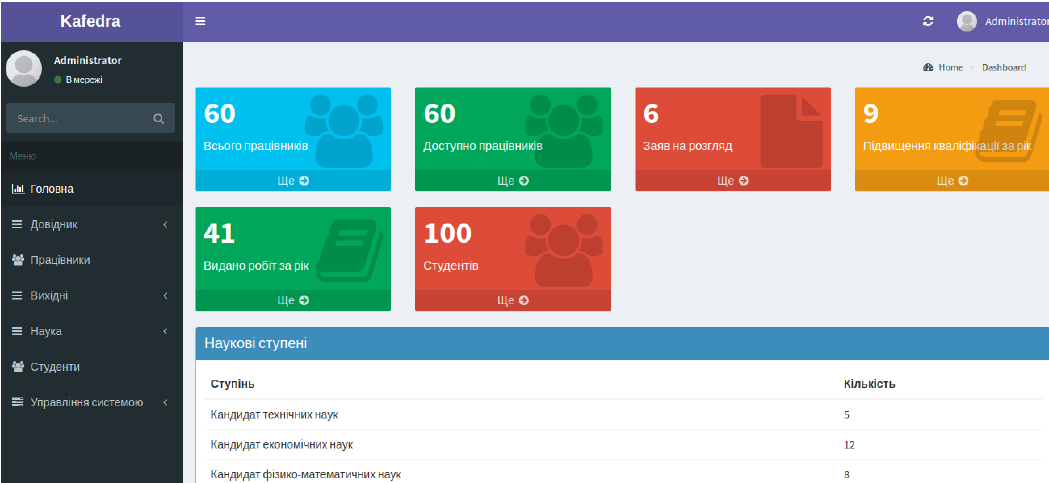 Kafedra
Administrator
Administrator
В мережі
Home > Dashboard
Search...
Меню
Головна
Довідник
Працівники
Вихідні
Наука
Студенти
Управління системою
60
Всього працівників
Ще
60
Доступно працівників
Ще
6
Заяв на розгляд
Ще
9
Підвищення кваліфікації за рік
Ще
41
Видано робіт за рік
Ще
100
Студентів
Ще
Наукові ступені
Ступінь Кількість
Кандидат технічних наук 5
Кандидат економічних наук 12
Кандидат фізико-математичних наук 8